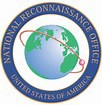 NATIONAL RECONNAISSANCE OFFICE
UNITED STATES OF AMERICA